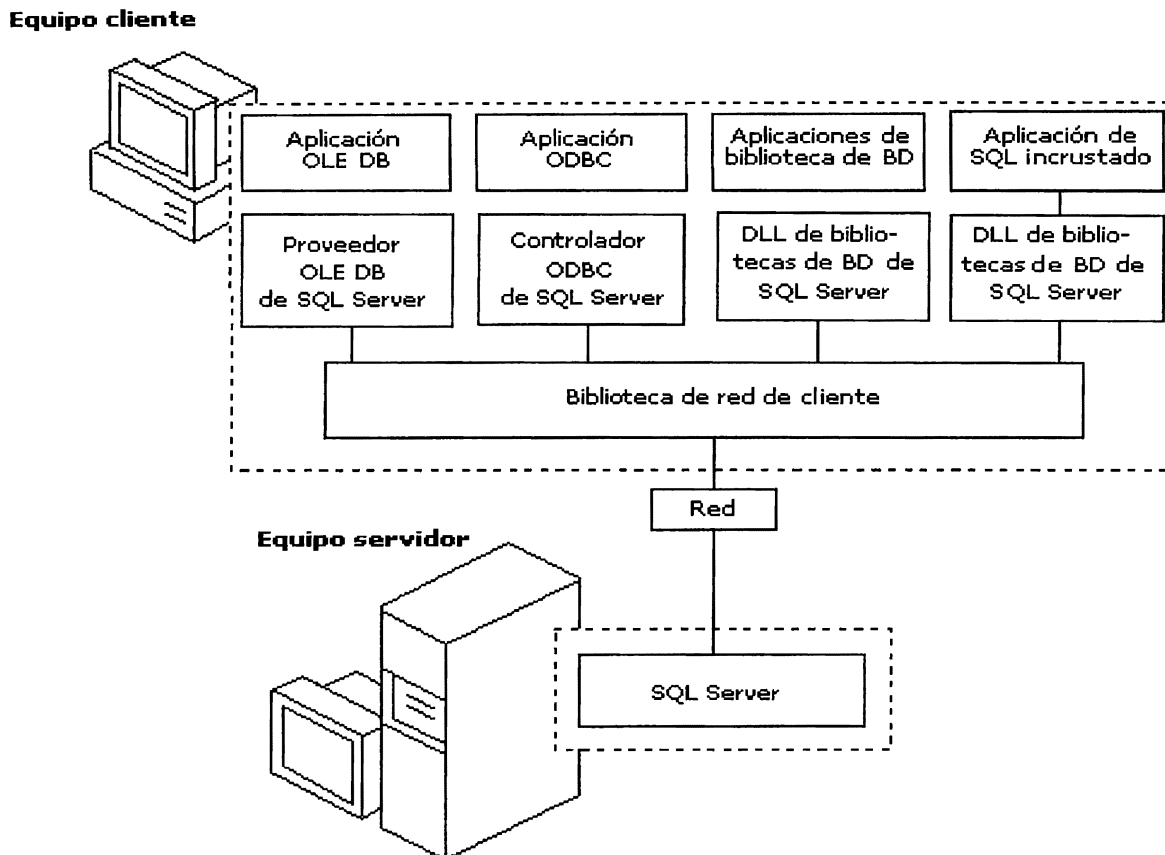 Equipo cliente
Aplicación
OLE DB
Aplicación
ODBC
Aplicaciones de
biblioteca de BD
Aplicación de
SQL incrustado
Proveedor
OLE DB
de SQL Server
Controlador
ODBC
de SQL Server
DLL de biblio-
tecas de BD de
SQL Server
DLL de biblio-
tecas de BD de
SQL Server
Biblioteca de red de cliente
Red
Equipo servidor
SQL Server